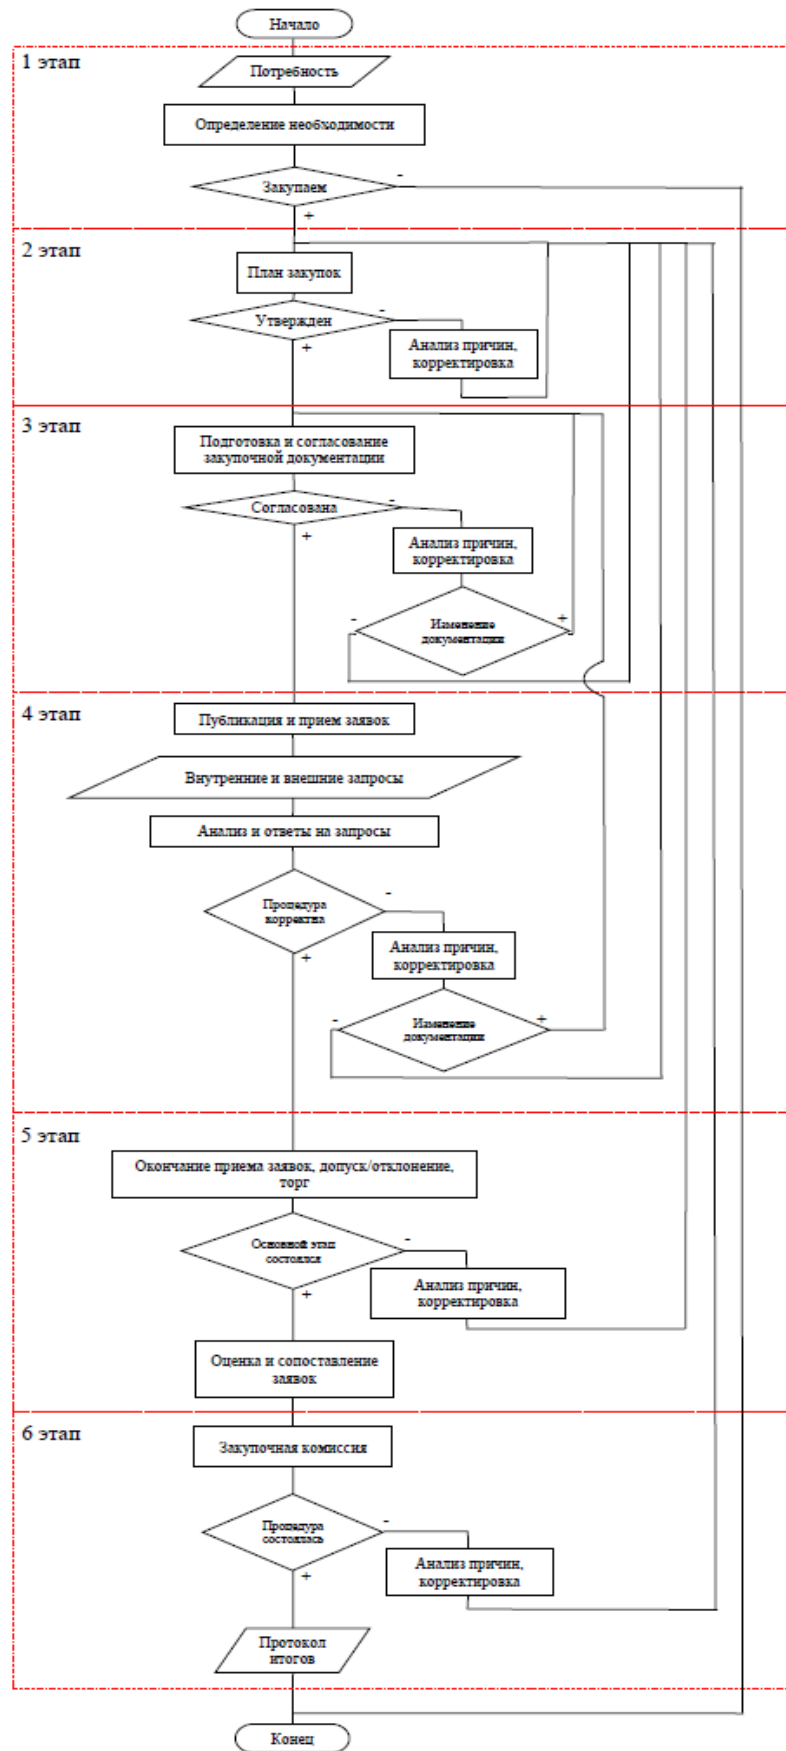 Начало
1 этап
Потребность
Определение необходимости
Закупаем
-
+
2 этап
План закупок
Утвержден
-
+
Анализ причин,
корректировка
3 этап
Подготовка и согласование
закупочной документации
Согласована
-
+
Анализ причин,
корректировка
-
+
Изменение
документации
4 этап
Публикация и прием заявок
Внутренние и внешние запросы
Анализ и ответы на запросы
Процедура
корректна
-
+
Анализ причин,
корректировка
-
+
Изменение
документации
5 этап
Окончание приема заявок, допуск/отклонение,
торг
Основной этап
состоялся
-
+
Анализ причин,
корректировка
Оценка и сопоставление
заявок
6 этап
Закупочная комиссия
Процедура
состоялась
-
+
Анализ причин,
корректировка
Протокол
итогов
Конец